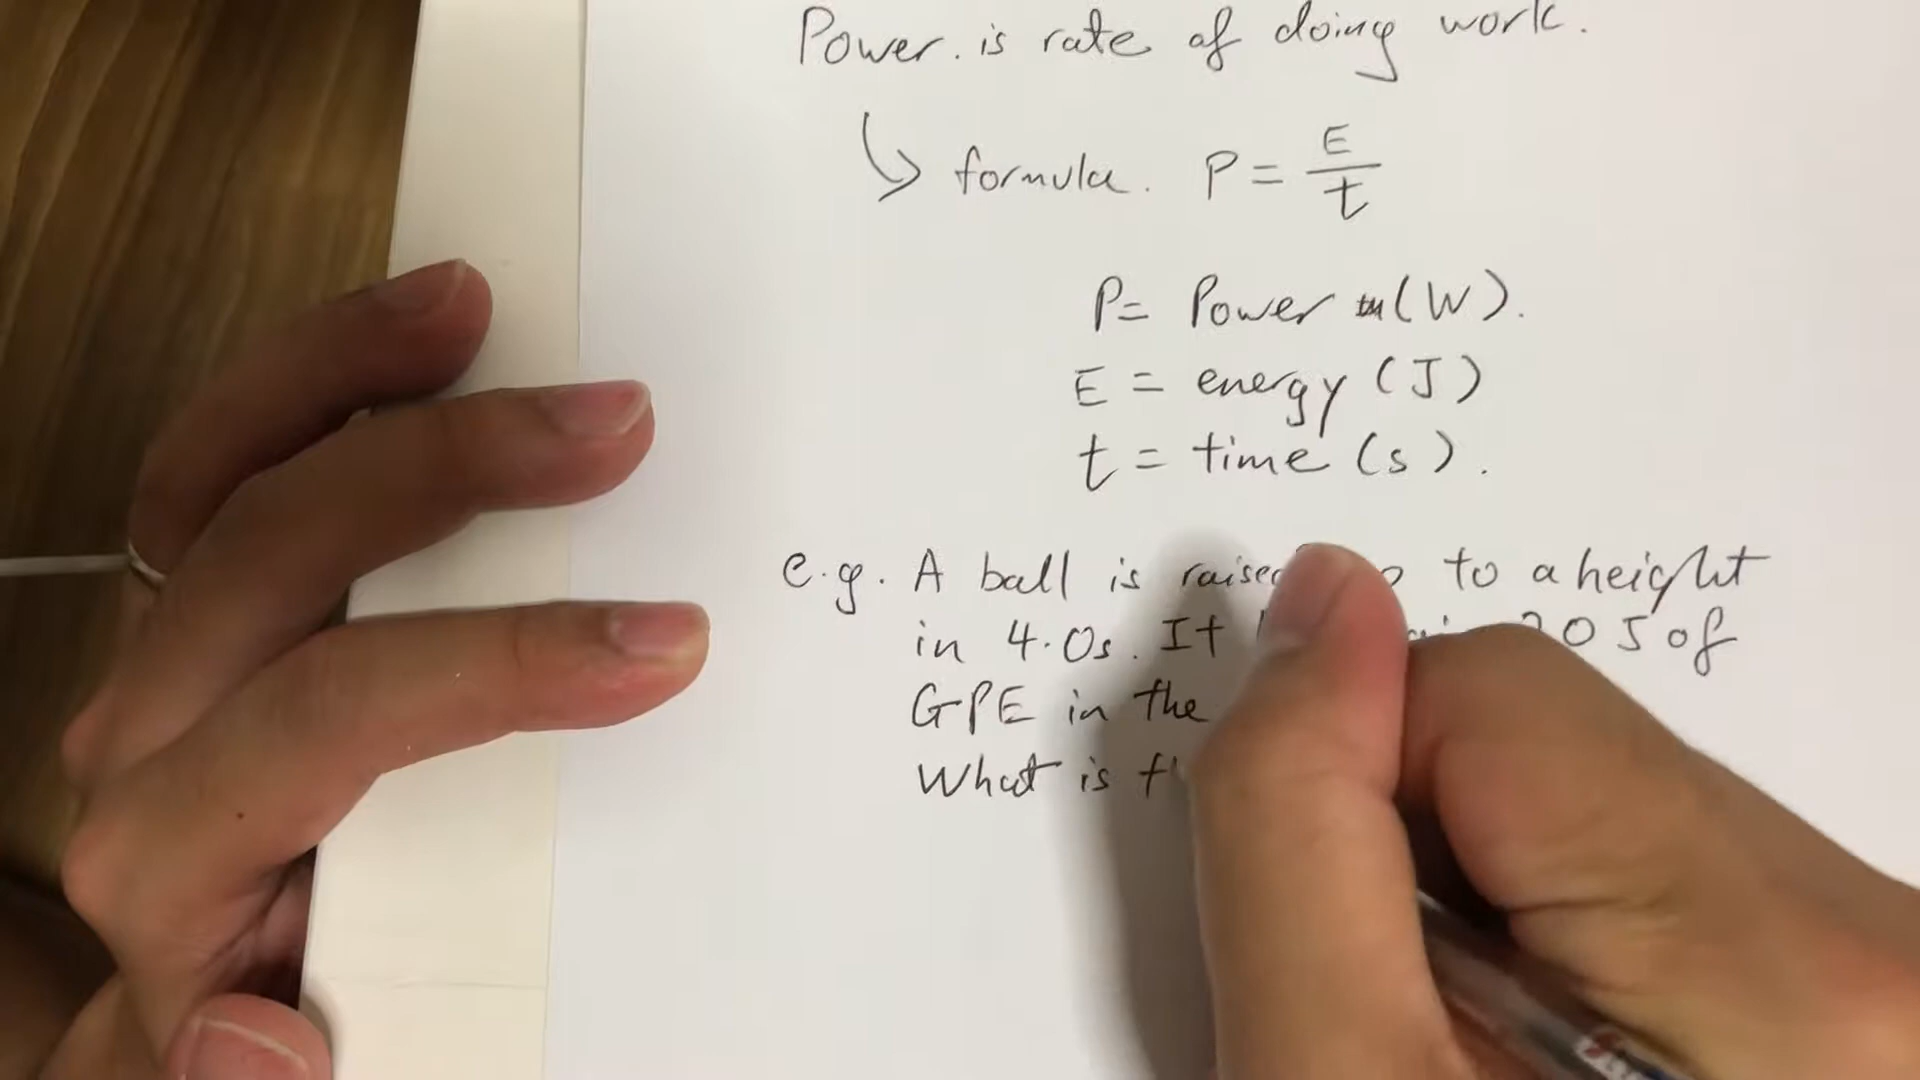 Power. is rate of doing work.
formula. P = E/t
P = Power (W).
E = energy (J)
t = time (s).
e.g. A ball is to a height
in 4.0s. It J of
GPE in the
What is